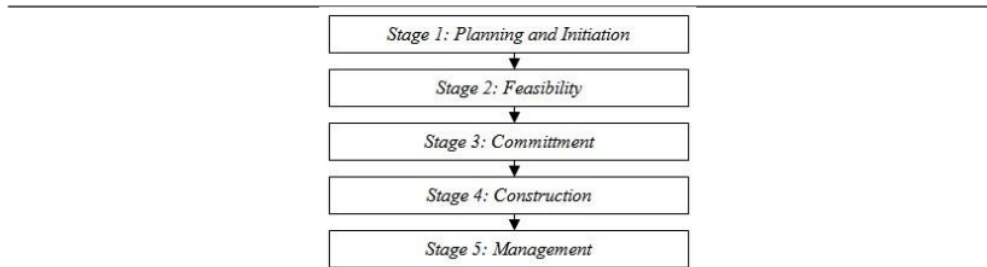 Stage 1: Planning and Initiation
Stage 2: Feasibility
Stage 3: Committment
Stage 4: Construction
Stage 5: Management